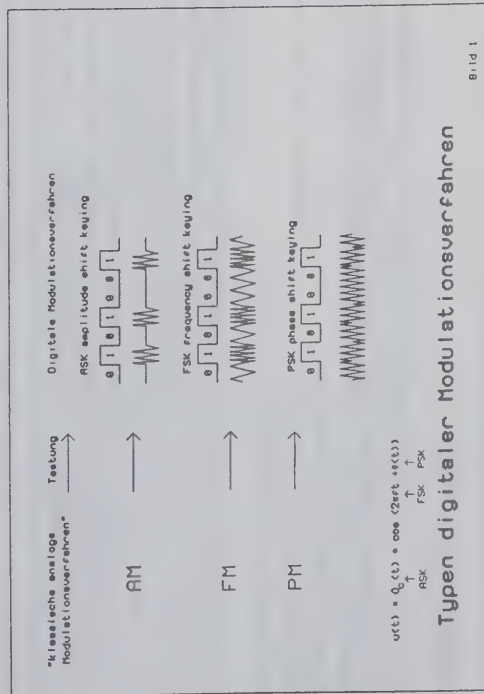 "klassische analoge
Modulationsverfahren"
Tastung
Digitale Modulationsverfahren
AM
ASK amplitude shift keying
0 1 0 1 0 0 1
FM
FSK frequency shift keying
0 1 0 1 0 0 1
PM
PSK phase shift keying
0 1 0 1 0 0 1
u(t) = Û_c(t) * cos (2πft +φ(t))
↑ ↑ ↑
ASK FSK PSK
Typen digitaler Modulationsverfahren
Bild 1